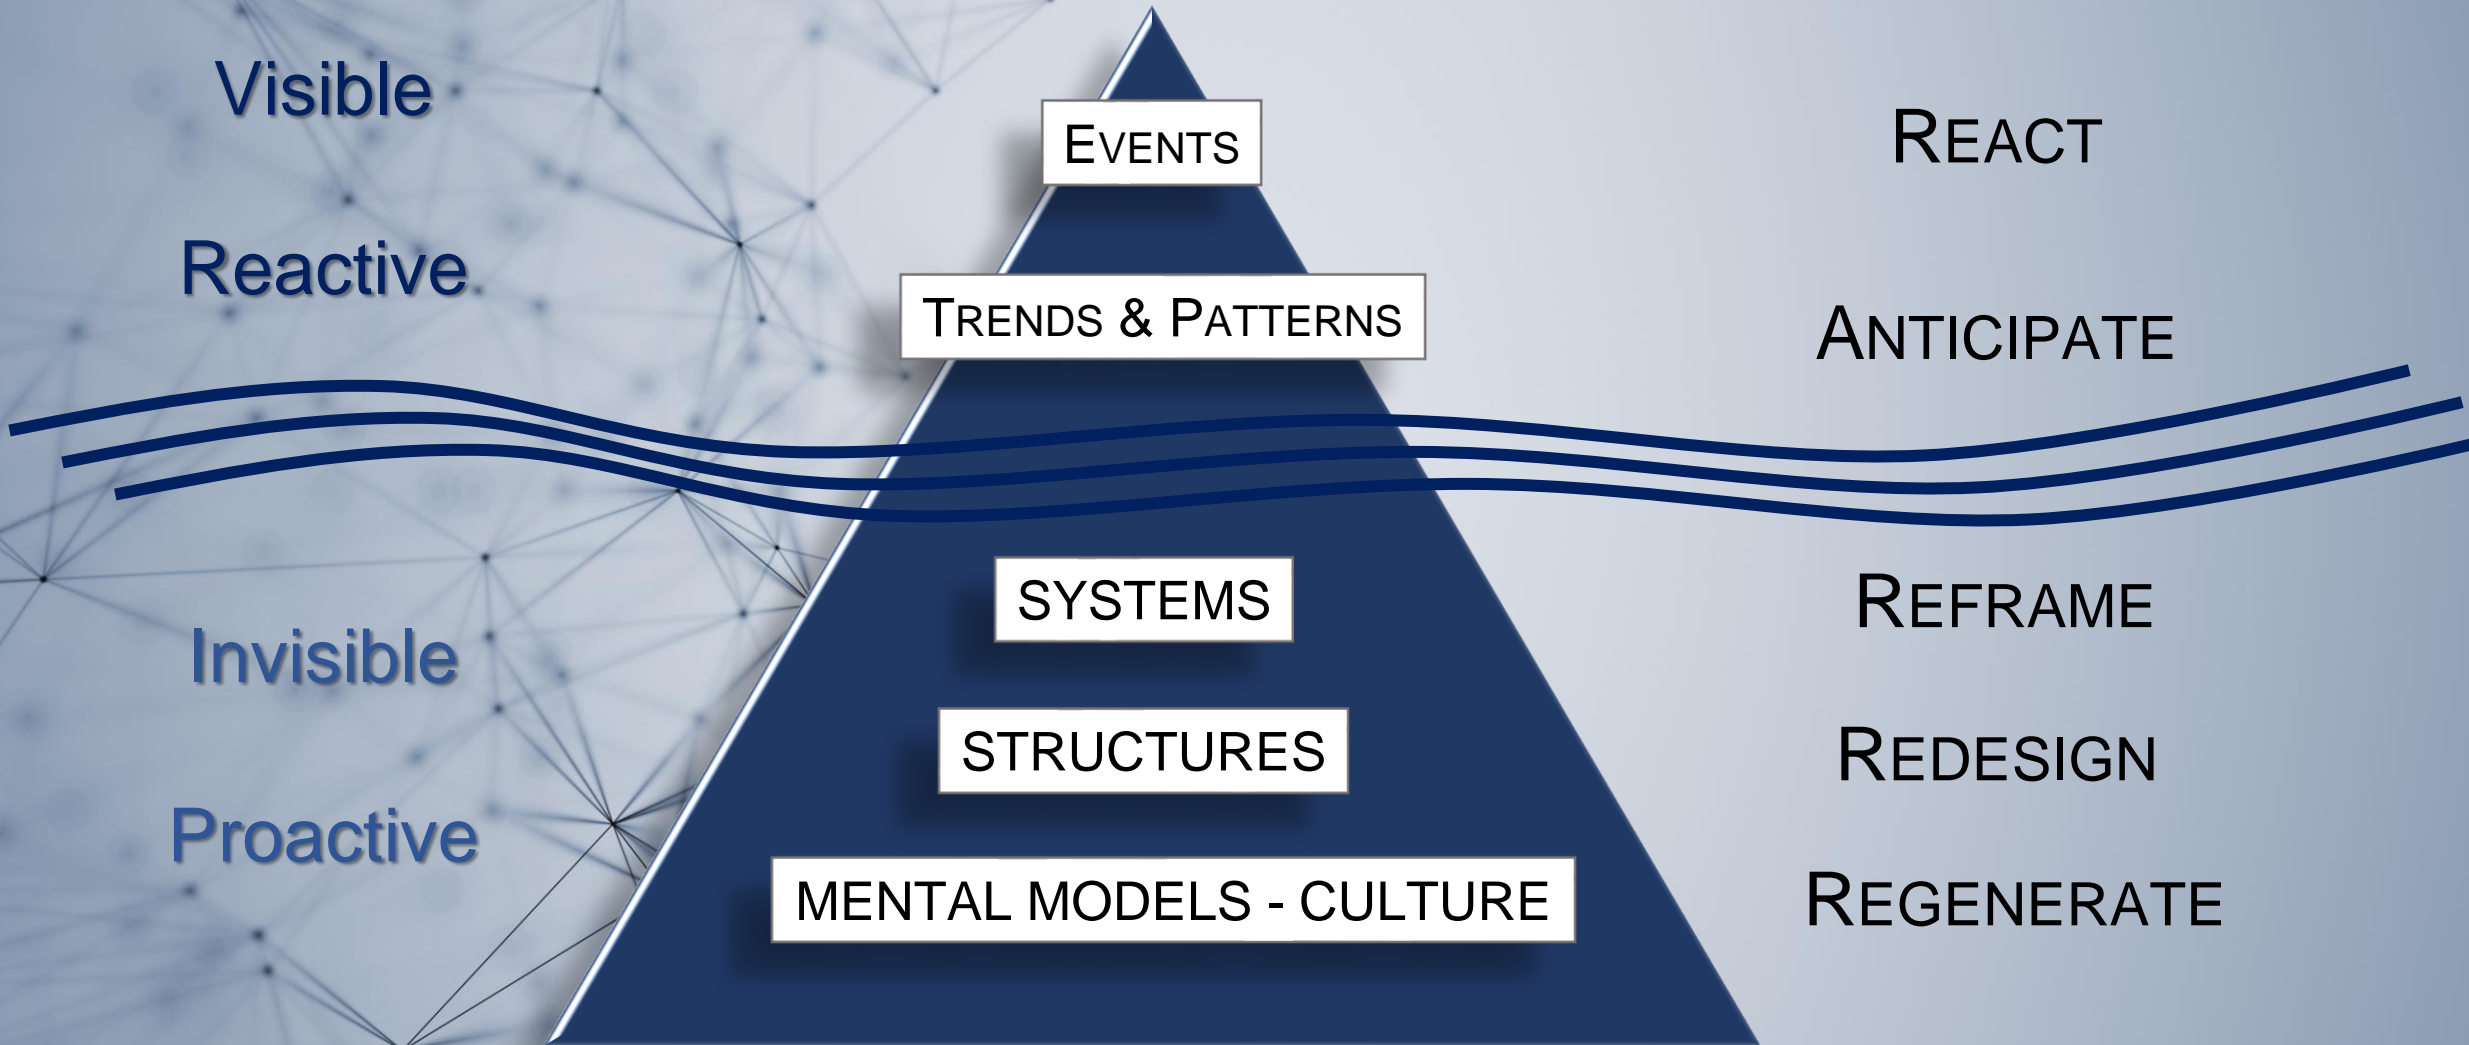 Visible
Reactive
Invisible
Proactive
EVENTS
TRENDS & PATTERNS
SYSTEMS
STRUCTURES
MENTAL MODELS - CULTURE
REACT
ANTICIPATE
REFRAME
REDESIGN
REGENERATE